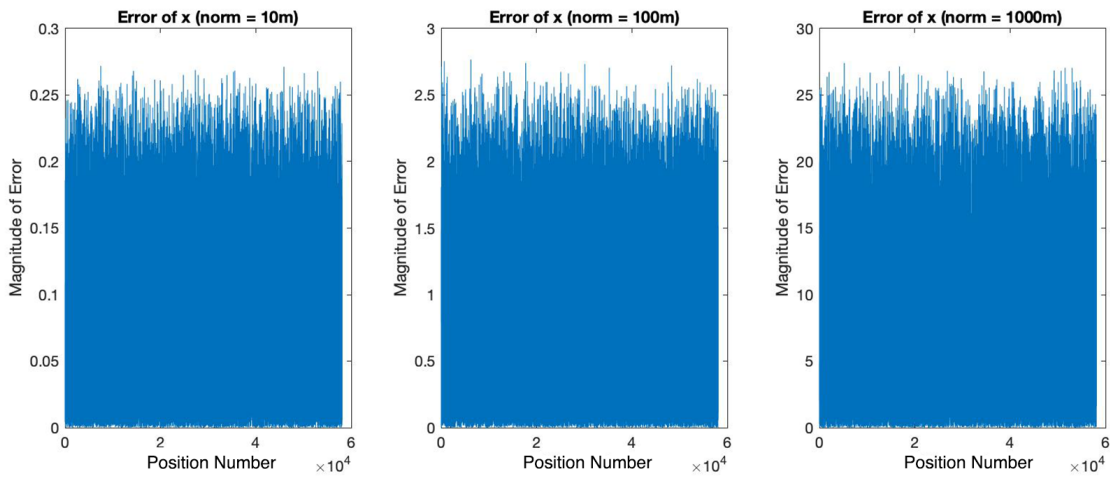 Error of x (norm = 10m)
0.3
0.25
0.2
0.15
0.1
0.05
0
Magnitude of Error
0 2 4 6
×10^4
Position Number
Error of x (norm = 100m)
3
2.5
2
1.5
1
0.5
0
Magnitude of Error
0 2 4 6
×10^4
Position Number
Error of x (norm = 1000m)
30
25
20
15
10
5
0
Magnitude of Error
0 2 4 6
×10^4
Position Number